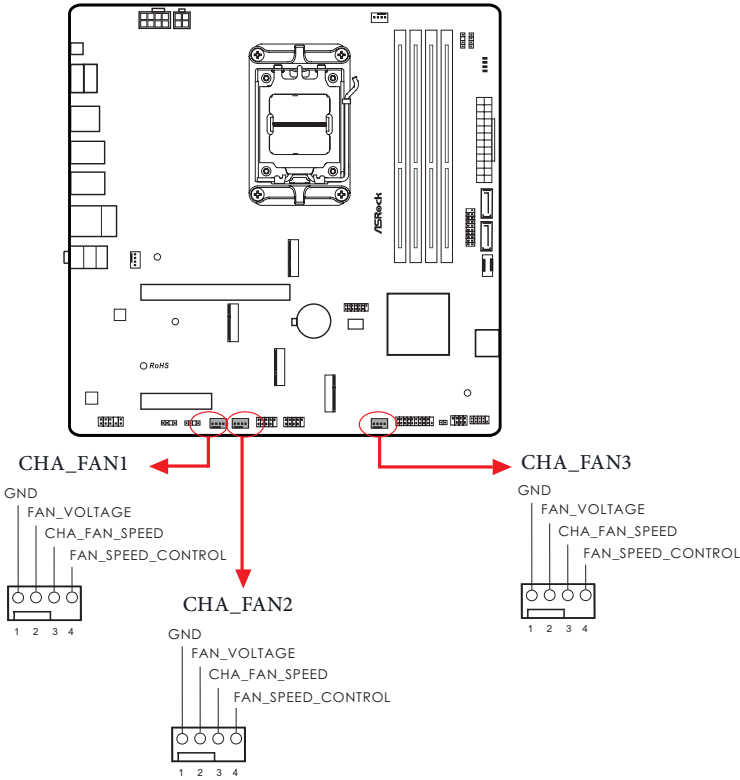 ASRock
RoHS
CHA_FAN1
GND
FAN_VOLTAGE
CHA_FAN_SPEED
FAN_SPEED_CONTROL
1 2 3 4
CHA_FAN2
GND
FAN_VOLTAGE
CHA_FAN_SPEED
FAN_SPEED_CONTROL
1 2 3 4
CHA_FAN3
GND
FAN_VOLTAGE
CHA_FAN_SPEED
FAN_SPEED_CONTROL
1 2 3 4